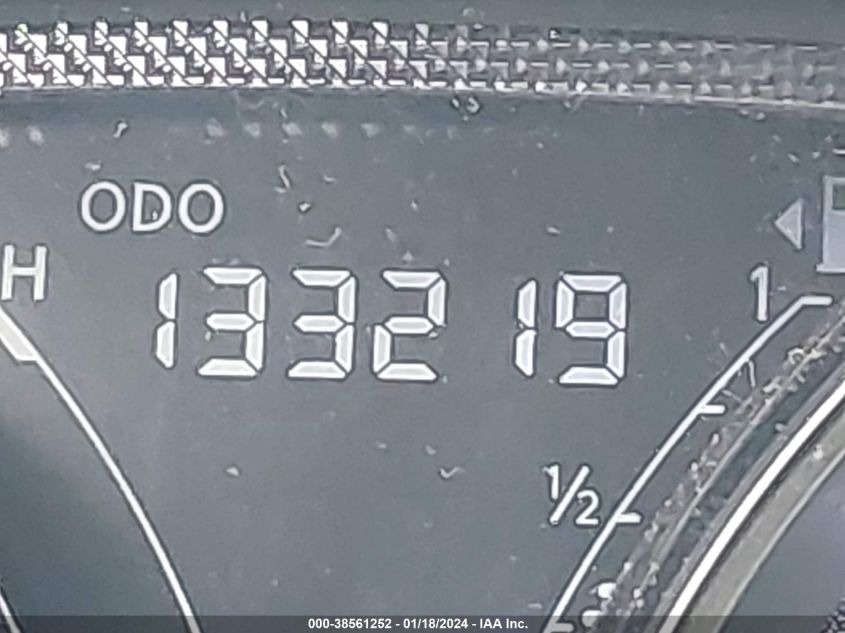 ODO
H
133219
1
1/2
000-38561252 - 01/18/2024 - IAA Inc.